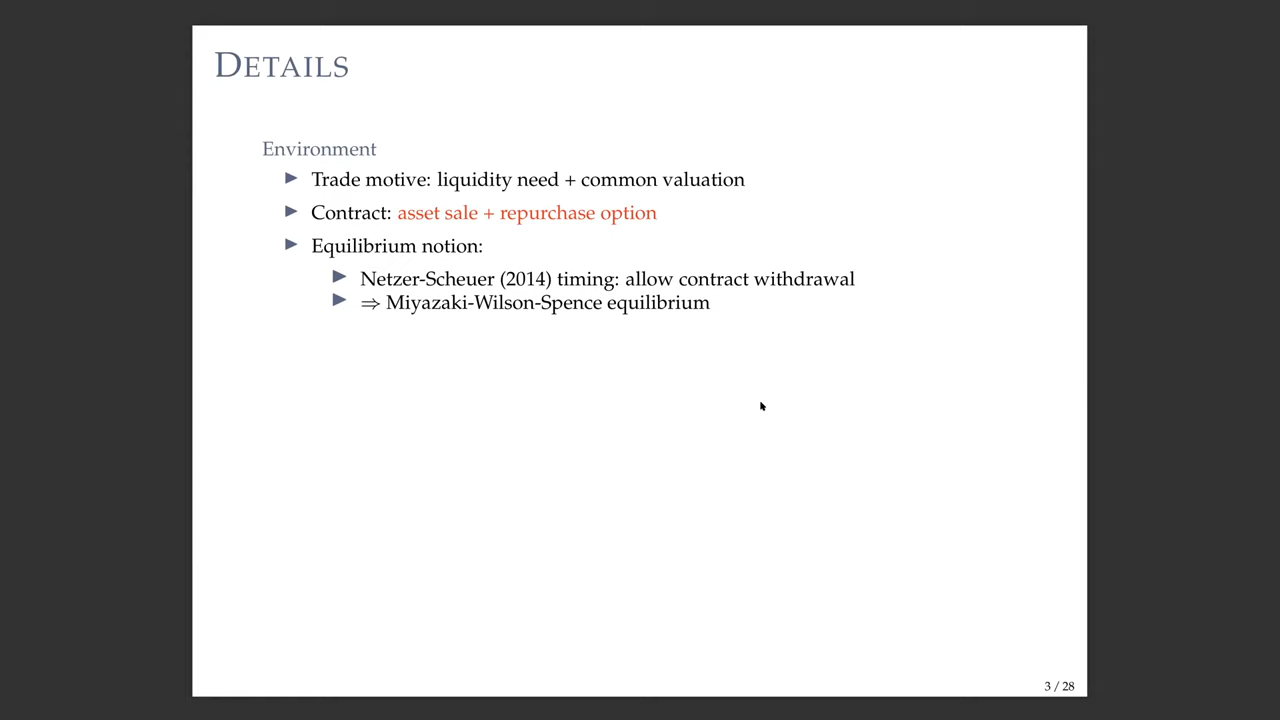 DETAILS
Environment
▶ Trade motive: liquidity need + common valuation
▶ Contract: asset sale + repurchase option
▶ Equilibrium notion:
▶ Netzer-Scheuer (2014) timing: allow contract withdrawal
▶ ⇒ Miyazaki-Wilson-Spence equilibrium
3 / 28